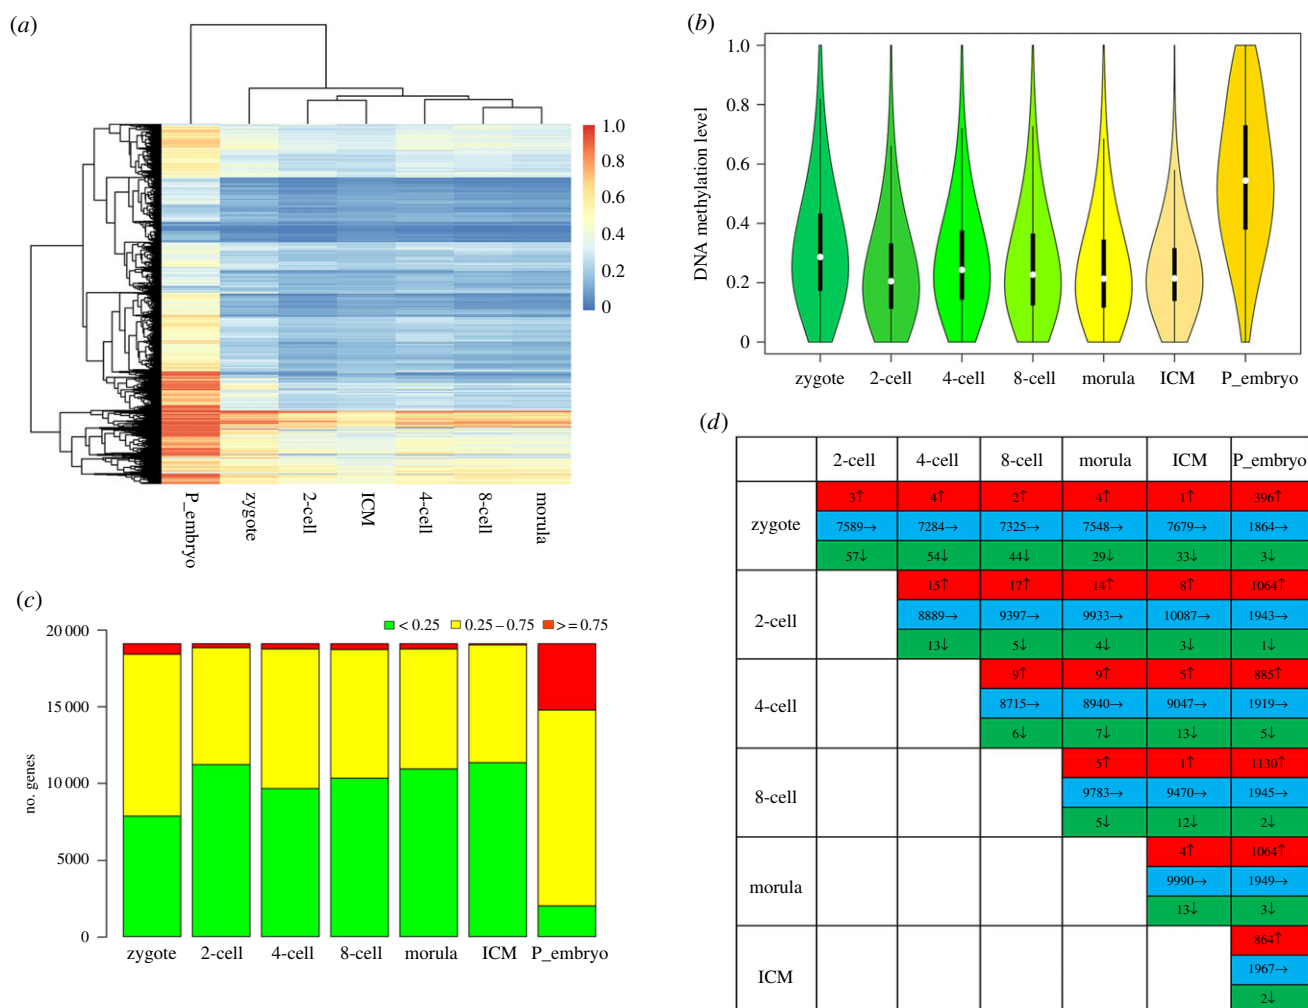 (a)
1.0
0.8
0.6
0.4
0.2
0
P_embryo
zygote
2-cell
ICM
4-cell
8-cell
morula
(b)
DNA methylation level
1.0
0.8
0.6
0.4
0.2
0
zygote 2-cell 4-cell 8-cell morula ICM P_embryo
(c)
< 0.25 0.25 – 0.75 > = 0.75
no. genes
20 000
15 000
10 000
5000
0
zygote 2-cell 4-cell 8-cell morula ICM P_embryo
(d)
2-cell 4-cell 8-cell morula ICM P_embryo
zygote
3↑ 4↑ 2↑ 4↑ 1↑ 396↑
7589→ 7284→ 7325→ 7548→ 7679→ 1864→
57↓ 54↓ 44↓ 29↓ 33↓ 3↓
2-cell
15↑ 17↑ 14↑ 8↑ 1064↑
8889→ 9397→ 9933→ 10087→ 1943→
13↓ 5↓ 4↓ 3↓ 1↓
4-cell
9↑ 9↑ 5↑ 885↑
8715→ 8940→ 9047→ 1919→
6↓ 7↓ 13↓ 5↓
8-cell
5↑ 1↑ 1130↑
9783→ 9470→ 1945→
5↓ 12↓ 2↓
morula
4↑ 1064↑
9990→ 1949→
13↓ 3↓
ICM
864↑
1967→
2↓